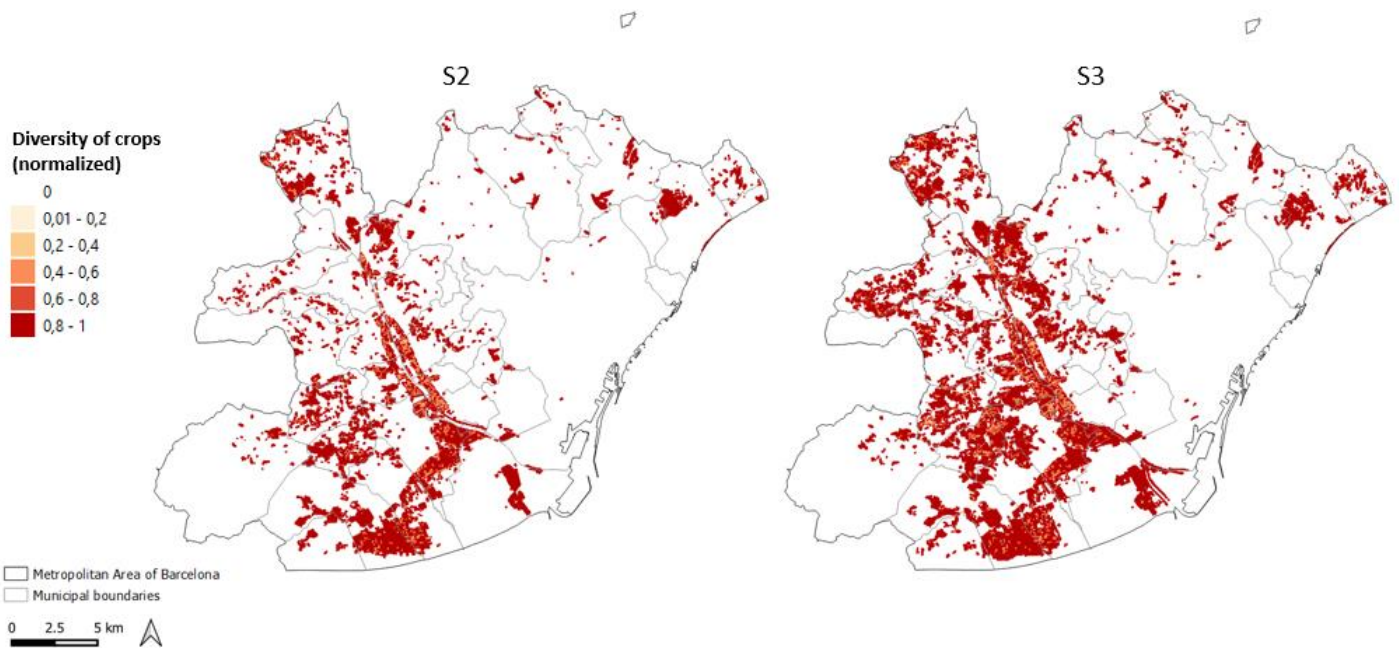 S2
S3
Diversity of crops
(normalized)
0
0,01 - 0,2
0,2 - 0,4
0,4 - 0,6
0,6 - 0,8
0,8 - 1
Metropolitan Area of Barcelona
Municipal boundaries
0 2.5 5 km